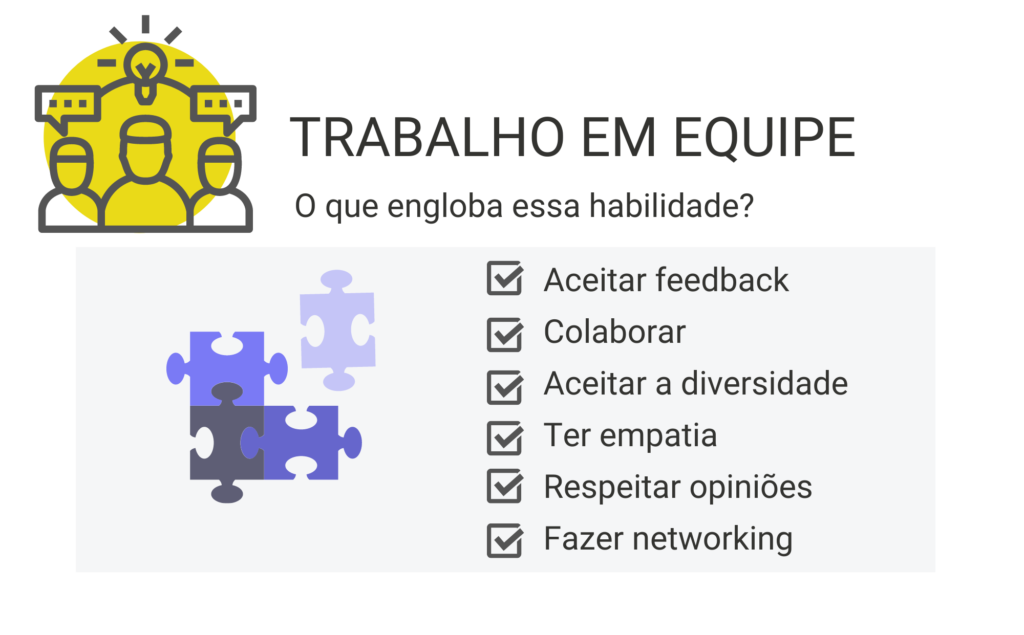 TRABALHO EM EQUIPE
O que engloba essa habilidade?
Aceitar feedback
Colaborar
Aceitar a diversidade
Ter empatia
Respeitar opiniões
Fazer networking